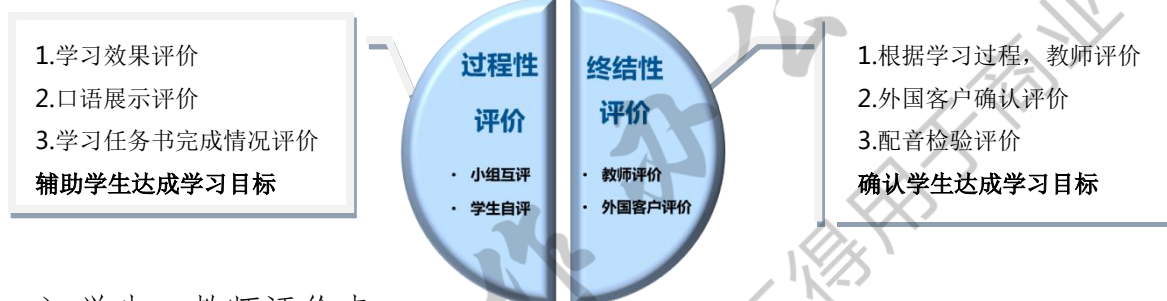 1.学习效果评价
2.口语展示评价
3.学习任务书完成情况评价
辅助学生达成学习目标
过程性
评价
· 小组互评
· 学生自评
终结性
评价
· 教师评价
· 外国客户评价
1.根据学习过程，教师评价
2.外国客户确认评价
3.配音检验评价
确认学生达成学习目标